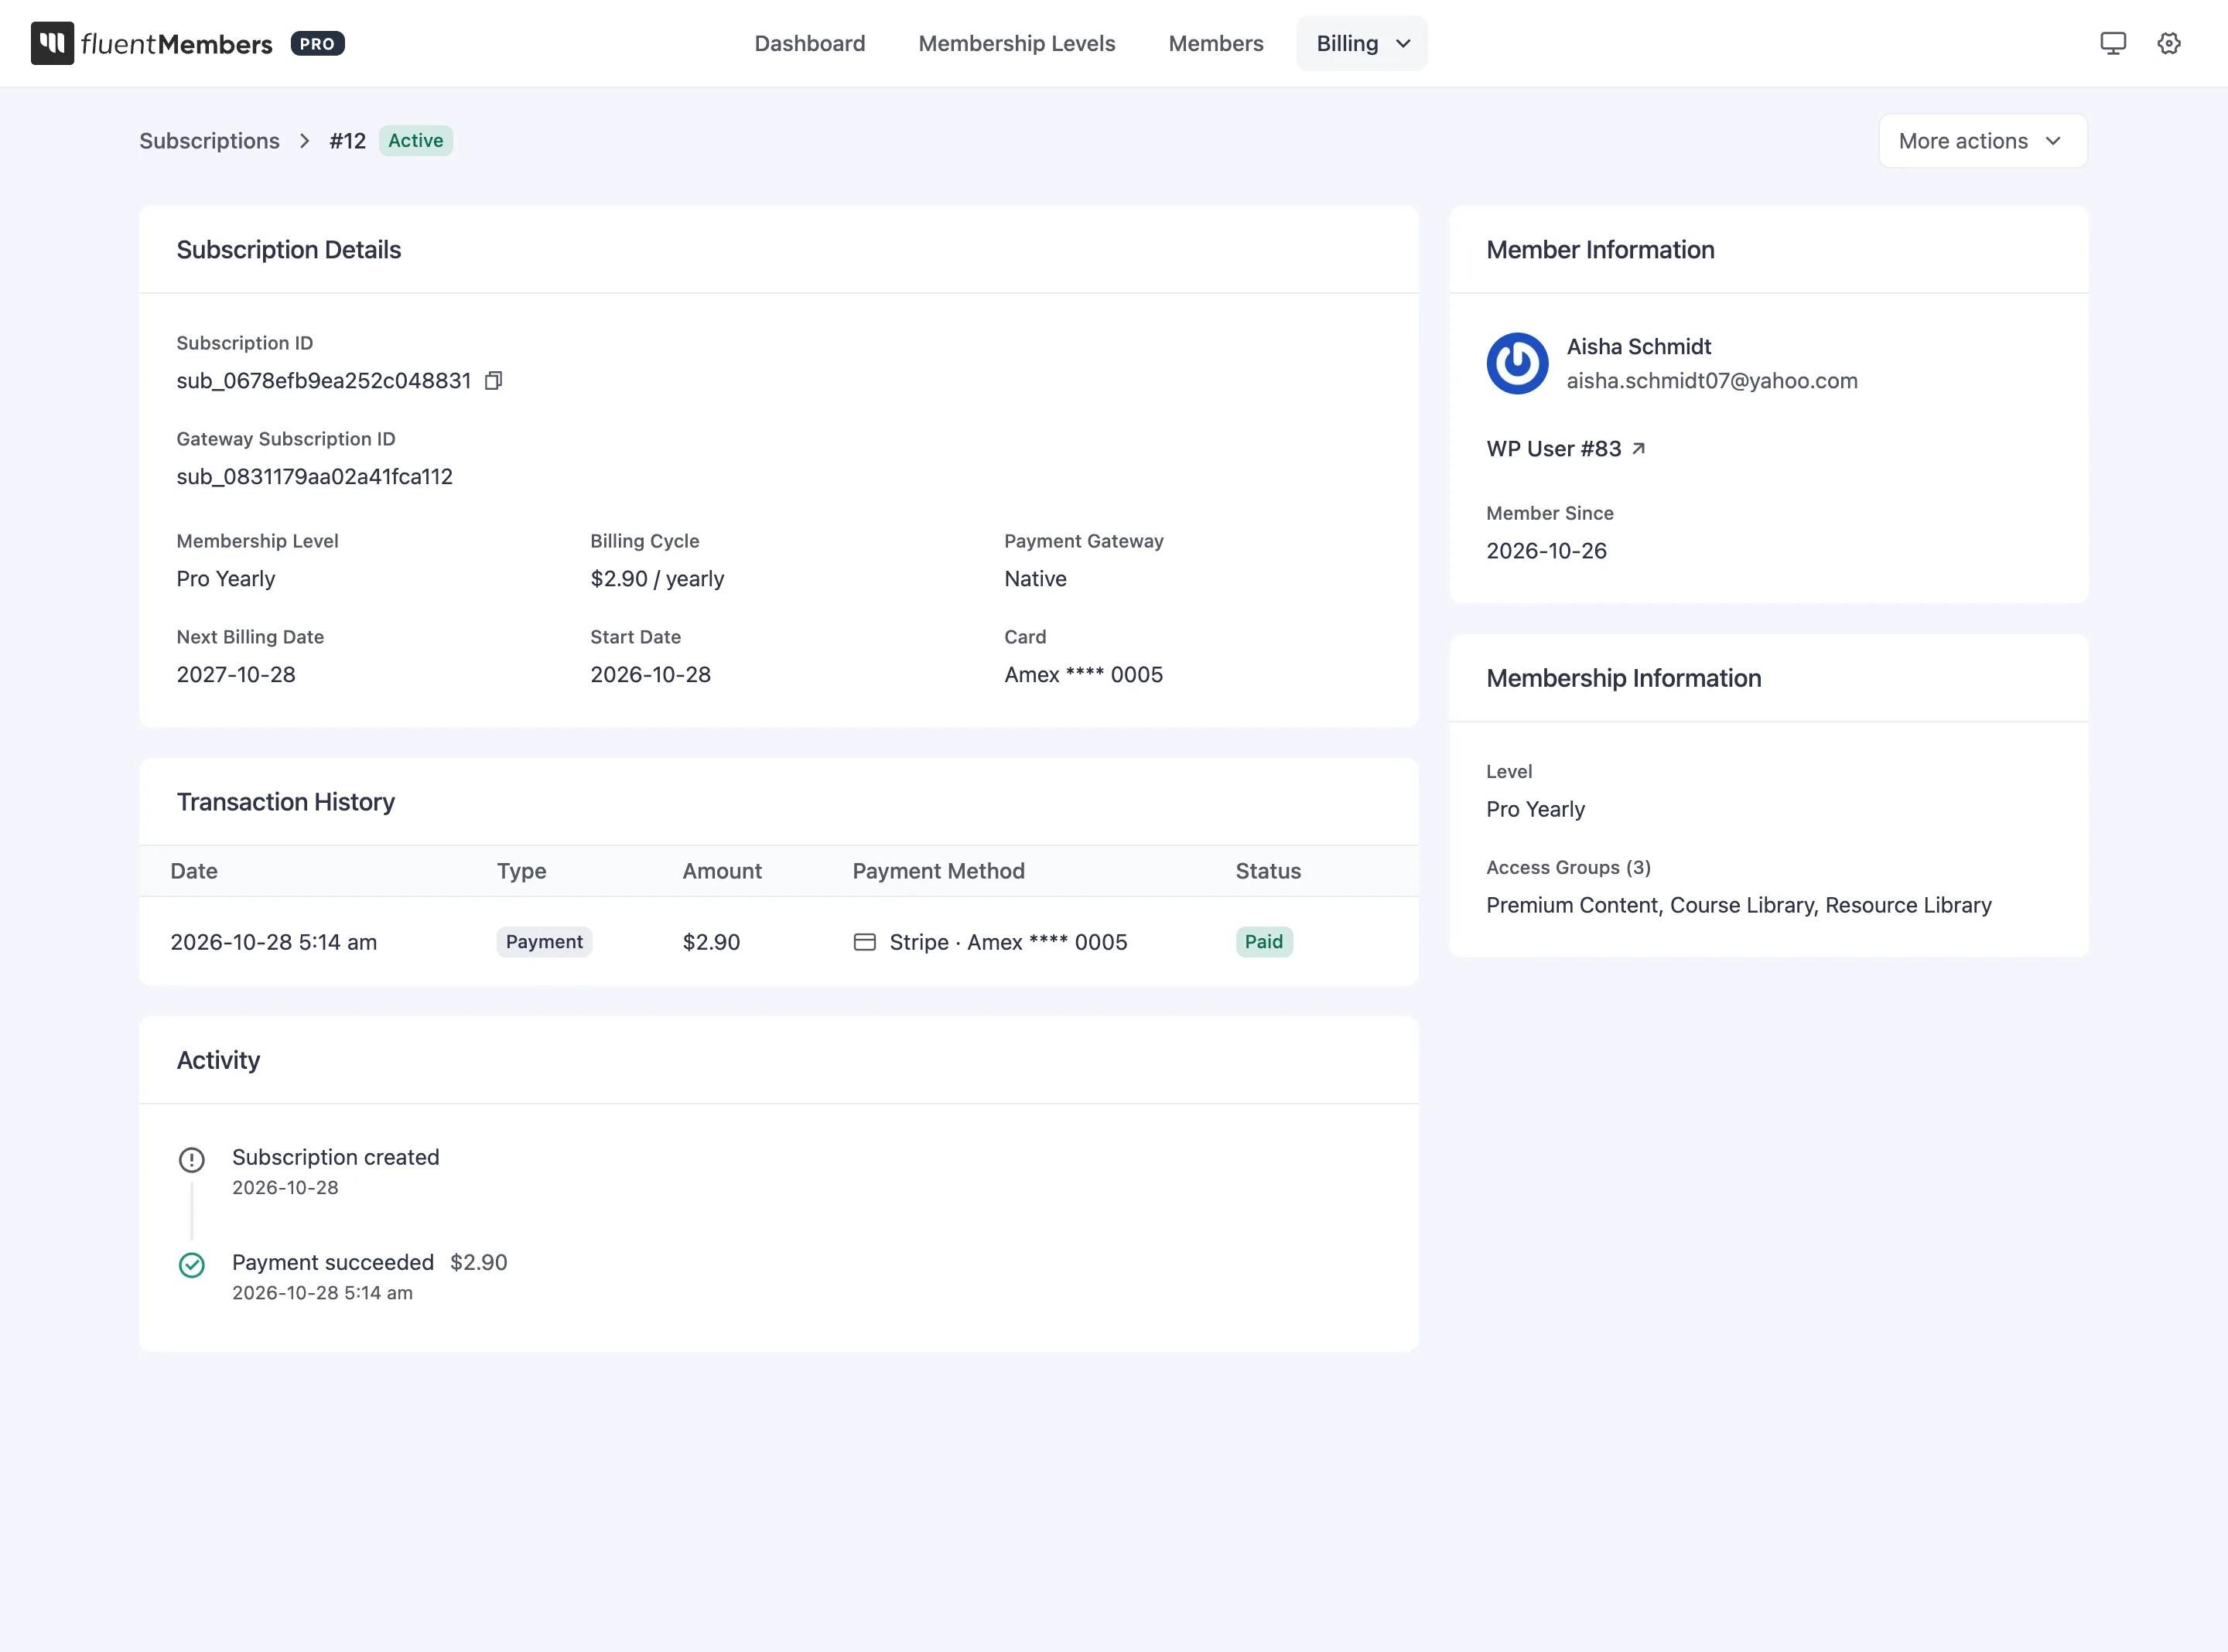 fluentMembers PRO
Dashboard
Membership Levels
Members
Billing
Subscriptions
#12
Active
More actions
Subscription Details
Subscription ID
sub_0678efb9ea252c048831
Gateway Subscription ID
sub_0831179aa02a41fca112
Membership Level
Pro Yearly
Billing Cycle
$2.90 / yearly
Payment Gateway
Native
Next Billing Date
2027-10-28
Start Date
2026-10-28
Card
Amex **** 0005
Transaction History
Date Type Amount Payment Method Status
2026-10-28 5:14 am Payment $2.90 Stripe · Amex **** 0005 Paid
Activity
Subscription created
2026-10-28
Payment succeeded $2.90
2026-10-28 5:14 am
Member Information
Aisha Schmidt
aisha.schmidt07@yahoo.com
WP User #83
Member Since
2026-10-26
Membership Information
Level
Pro Yearly
Access Groups (3)
Premium Content, Course Library, Resource Library